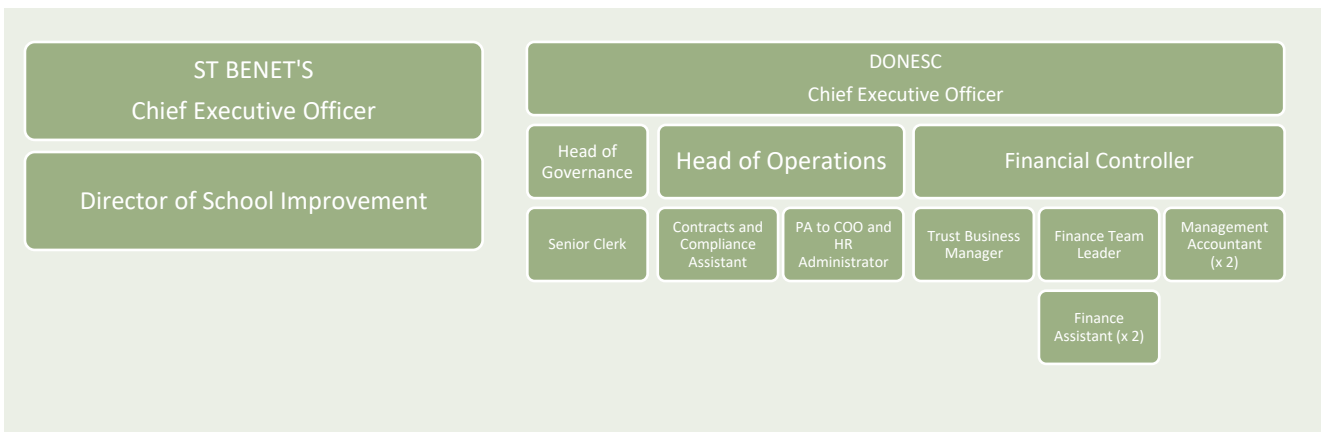 ST BENET'S
Chief Executive Officer
Director of School Improvement
DONESC
Chief Executive Officer
Head of
Governance
Head of Operations
Financial Controller
Senior Clerk
Contracts and
Compliance
Assistant
PA to COO and
HR
Administrator
Trust Business
Manager
Finance Team
Leader
Management
Accountant
(x 2)
Finance
Assistant (x 2)